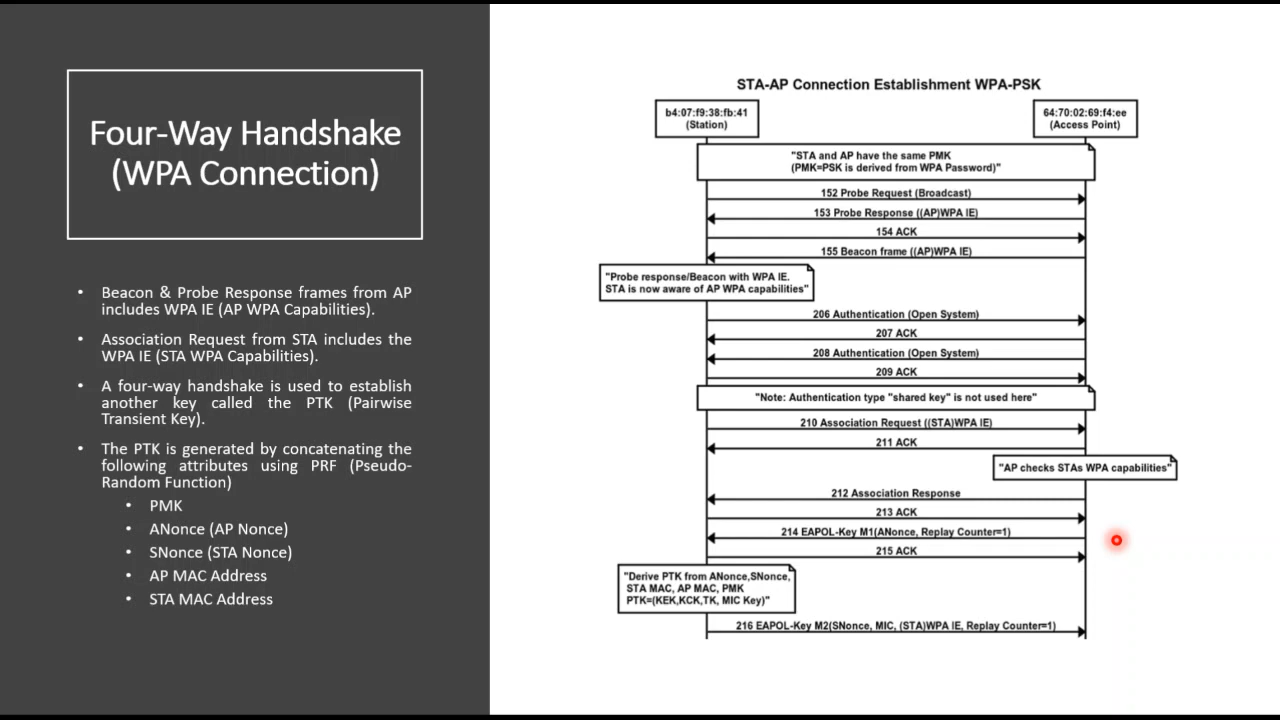 Four-Way Handshake
(WPA Connection)
• Beacon & Probe Response frames from AP
includes WPA IE (AP WPA Capabilities).
• Association Request from STA includes the
WPA IE (STA WPA Capabilities).
• A four-way handshake is used to establish
another key called the PTK (Pairwise
Transient Key).
• The PTK is generated by concatenating the
following attributes using PRF (Pseudo-
Random Function)
• PMK
• ANonce (AP Nonce)
• SNonce (STA Nonce)
• AP MAC Address
• STA MAC Address
STA-AP Connection Establishment WPA-PSK
b4:07:f9:38:fb:41
(Station)
64:70:02:69:f4:ee
(Access Point)
"STA and AP have the same PMK
(PMK=PSK is derived from WPA Password)"
152 Probe Request (Broadcast)
153 Probe Response ((AP)WPA IE)
154 ACK
155 Beacon frame ((AP)WPA IE)
"Probe response/Beacon with WPA IE.
STA is now aware of AP WPA capabilities"
206 Authentication (Open System)
207 ACK
208 Authentication (Open System)
209 ACK
"Note: Authentication type "shared key" is not used here"
210 Association Request ((STA)WPA IE)
211 ACK
"AP checks STAs WPA capabilities"
212 Association Response
213 ACK
214 EAPOL-Key M1(ANonce, Replay Counter=1)
215 ACK
"Derive PTK from ANonce,SNonce,
STA MAC, AP MAC, PMK
PTK=(KEK,KCK,TK, MIC Key)"
216 EAPOL-Key M2(SNonce, MIC, (STA)WPA IE, Replay Counter=1)